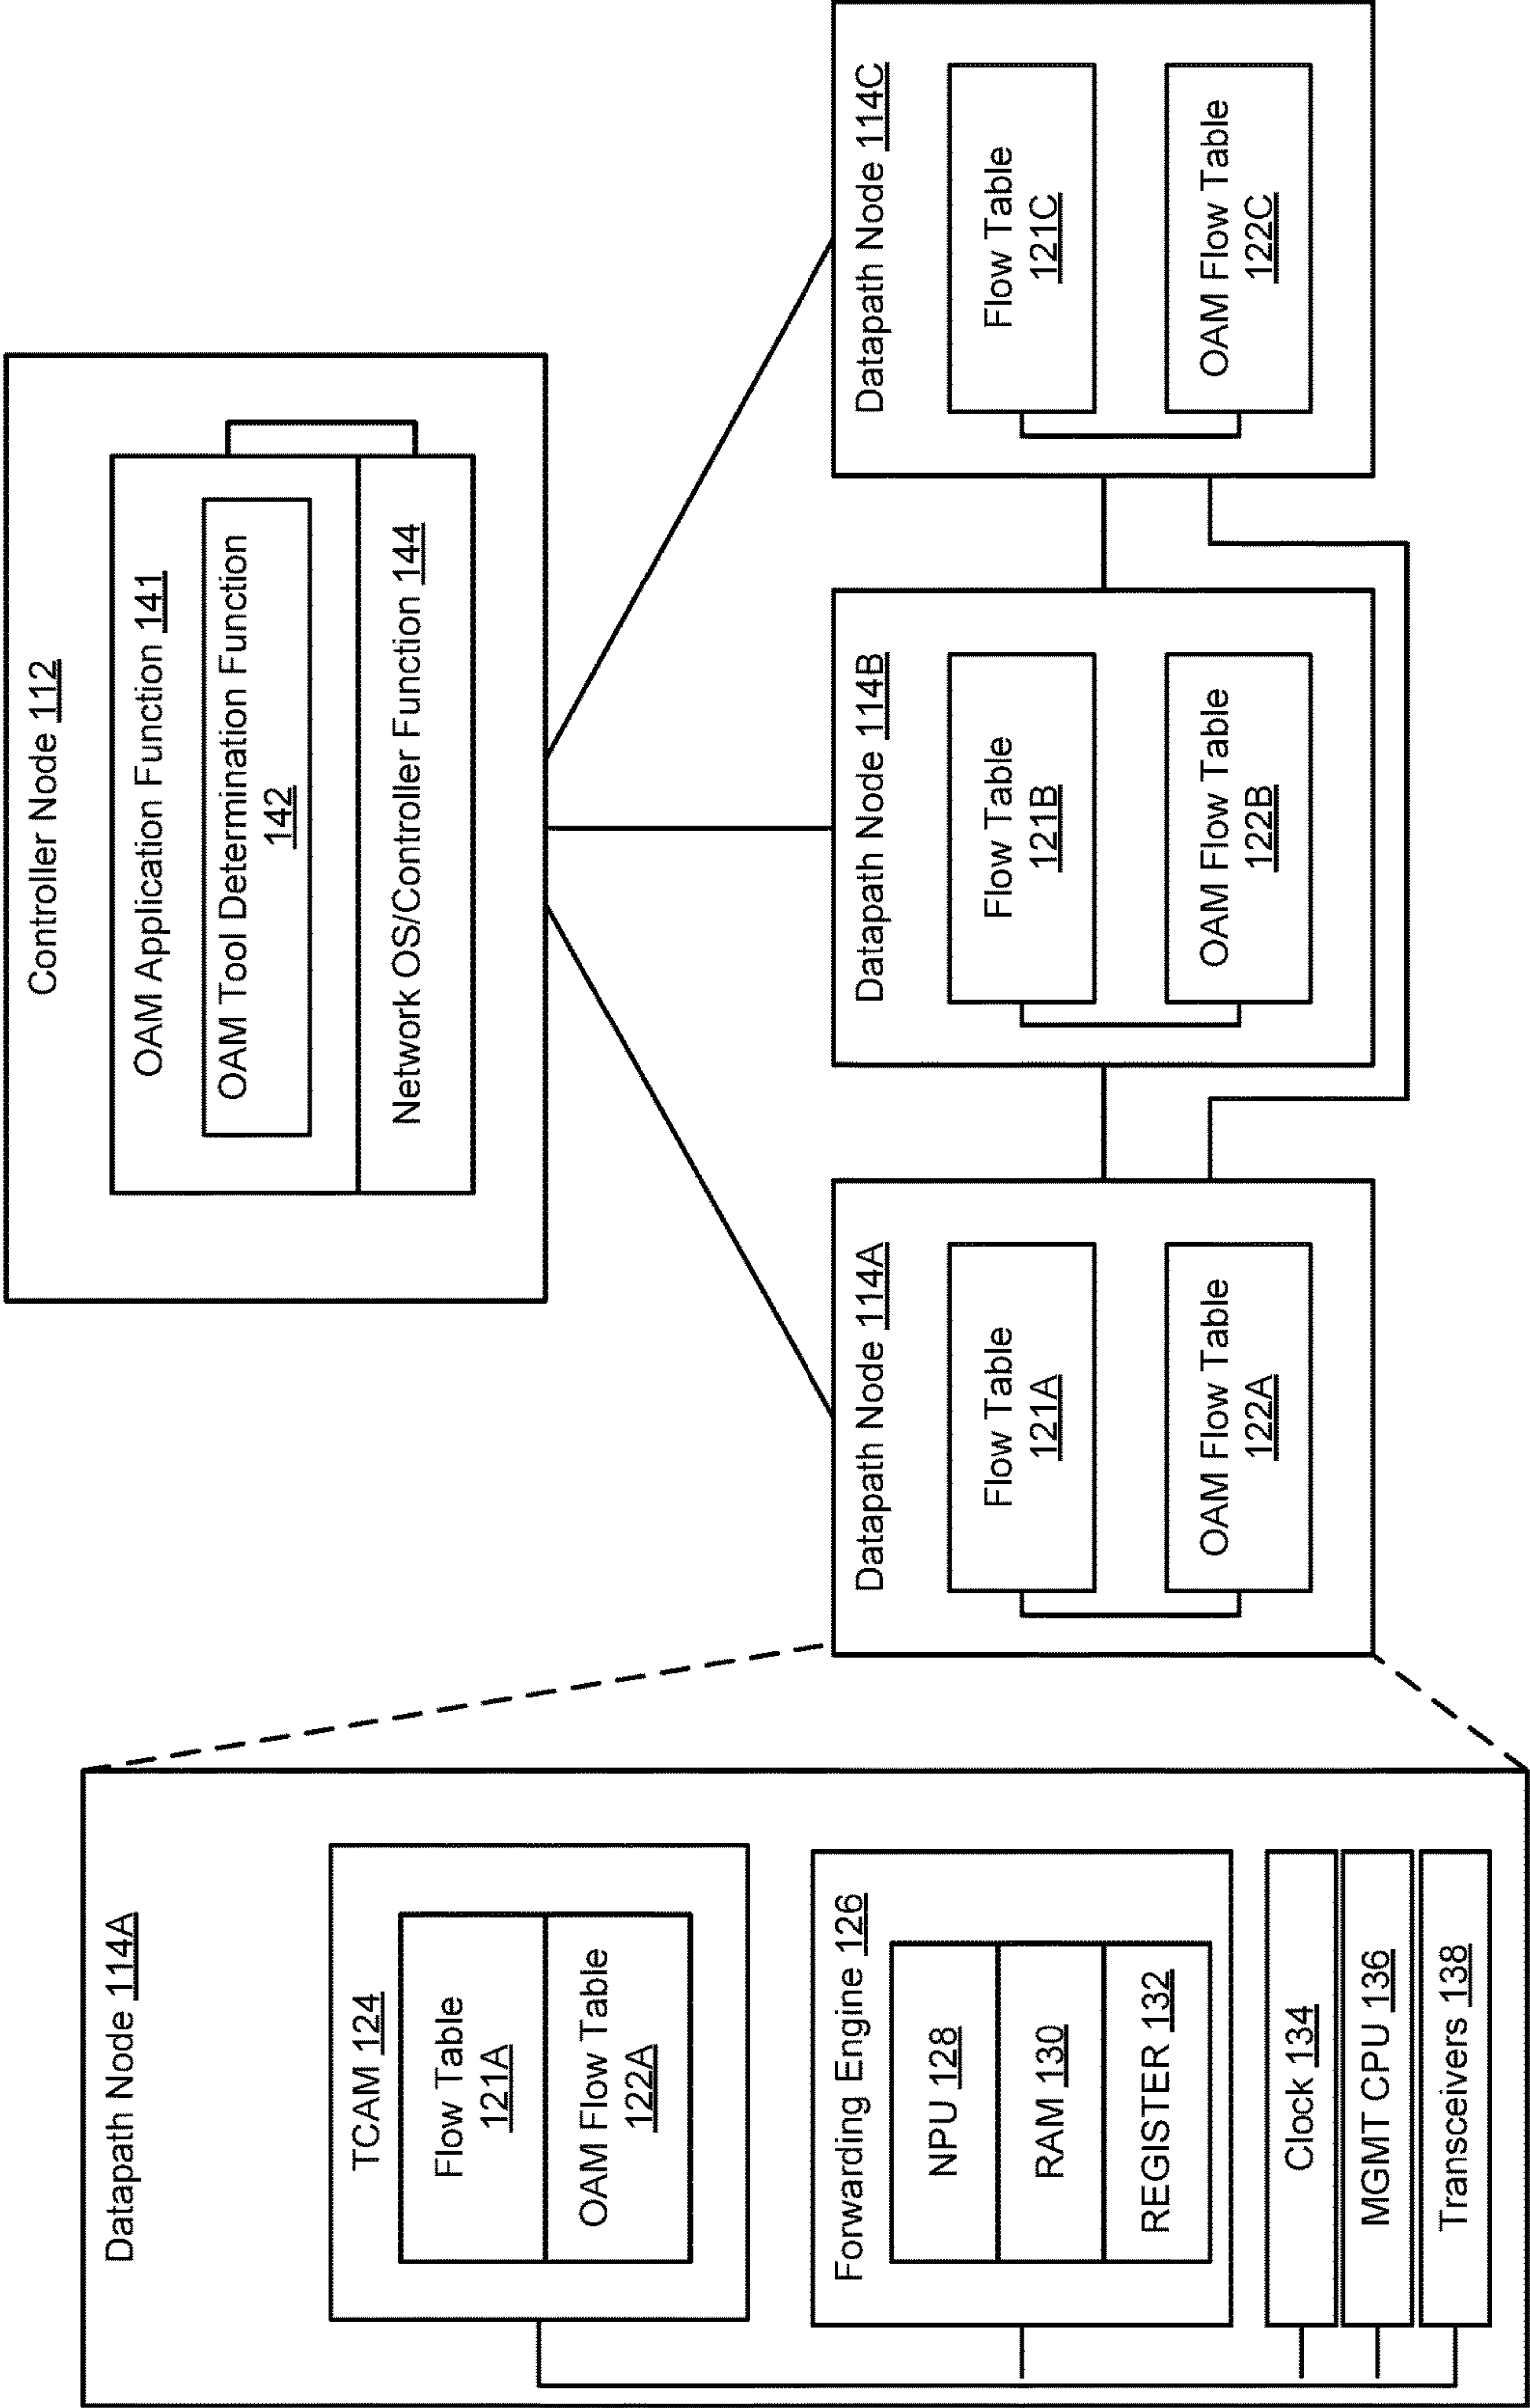 Controller Node 112
OAM Application Function 141
OAM Tool Determination Function
142
Network OS/Controller Function 144
Datapath Node 114A
TCAM 124
Flow Table
121A
OAM Flow Table
122A
Forwarding Engine 126
NPU 128
RAM 130
REGISTER 132
Clock 134
MGMT CPU 136
Transceivers 138
Datapath Node 114A
Flow Table
121A
OAM Flow Table
122A
Datapath Node 114B
Flow Table
121B
OAM Flow Table
122B
Datapath Node 114C
Flow Table
121C
OAM Flow Table
122C